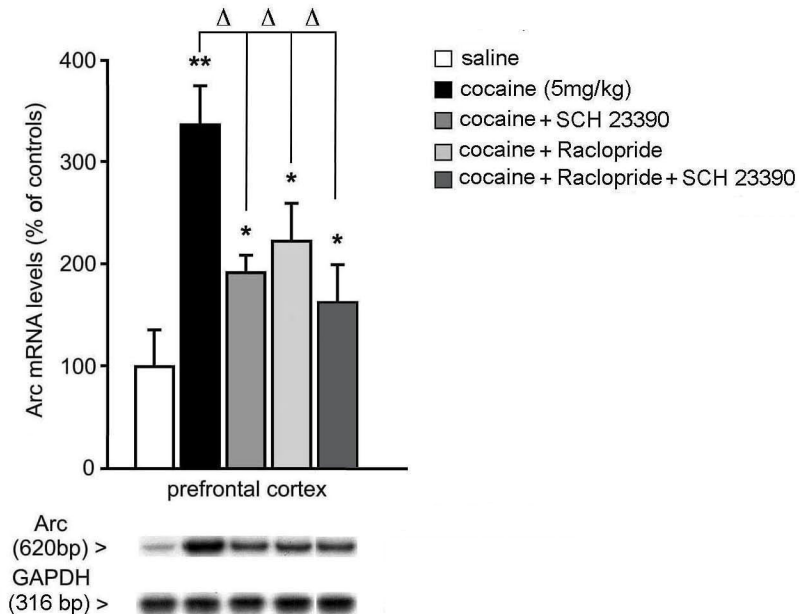 Δ Δ Δ
400
300
200
100
0
**
*
*
*
Arc mRNA levels (% of controls)
prefrontal cortex
saline
cocaine (5mg/kg)
cocaine + SCH 23390
cocaine + Raclopride
cocaine + Raclopride + SCH 23390
Arc
(620bp) >
GAPDH
(316 bp) >